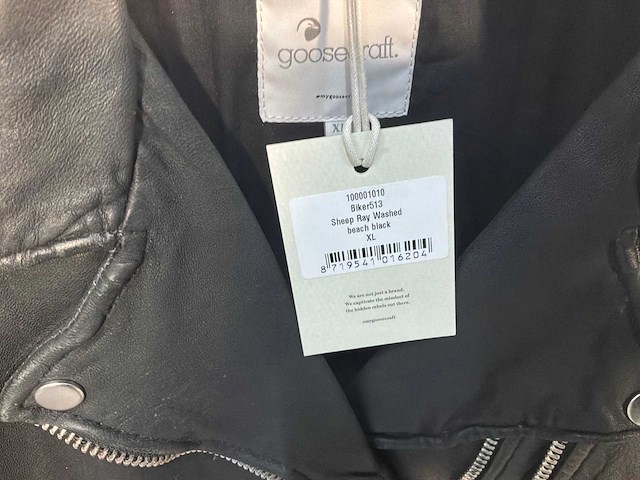 goosecraft.
XL
100001010
Biker513
Sheep Ray Washed
beach black
XL
8 719541 016204
We are not just a brand.
We captivate the mindset of
the hidden rebels out there.